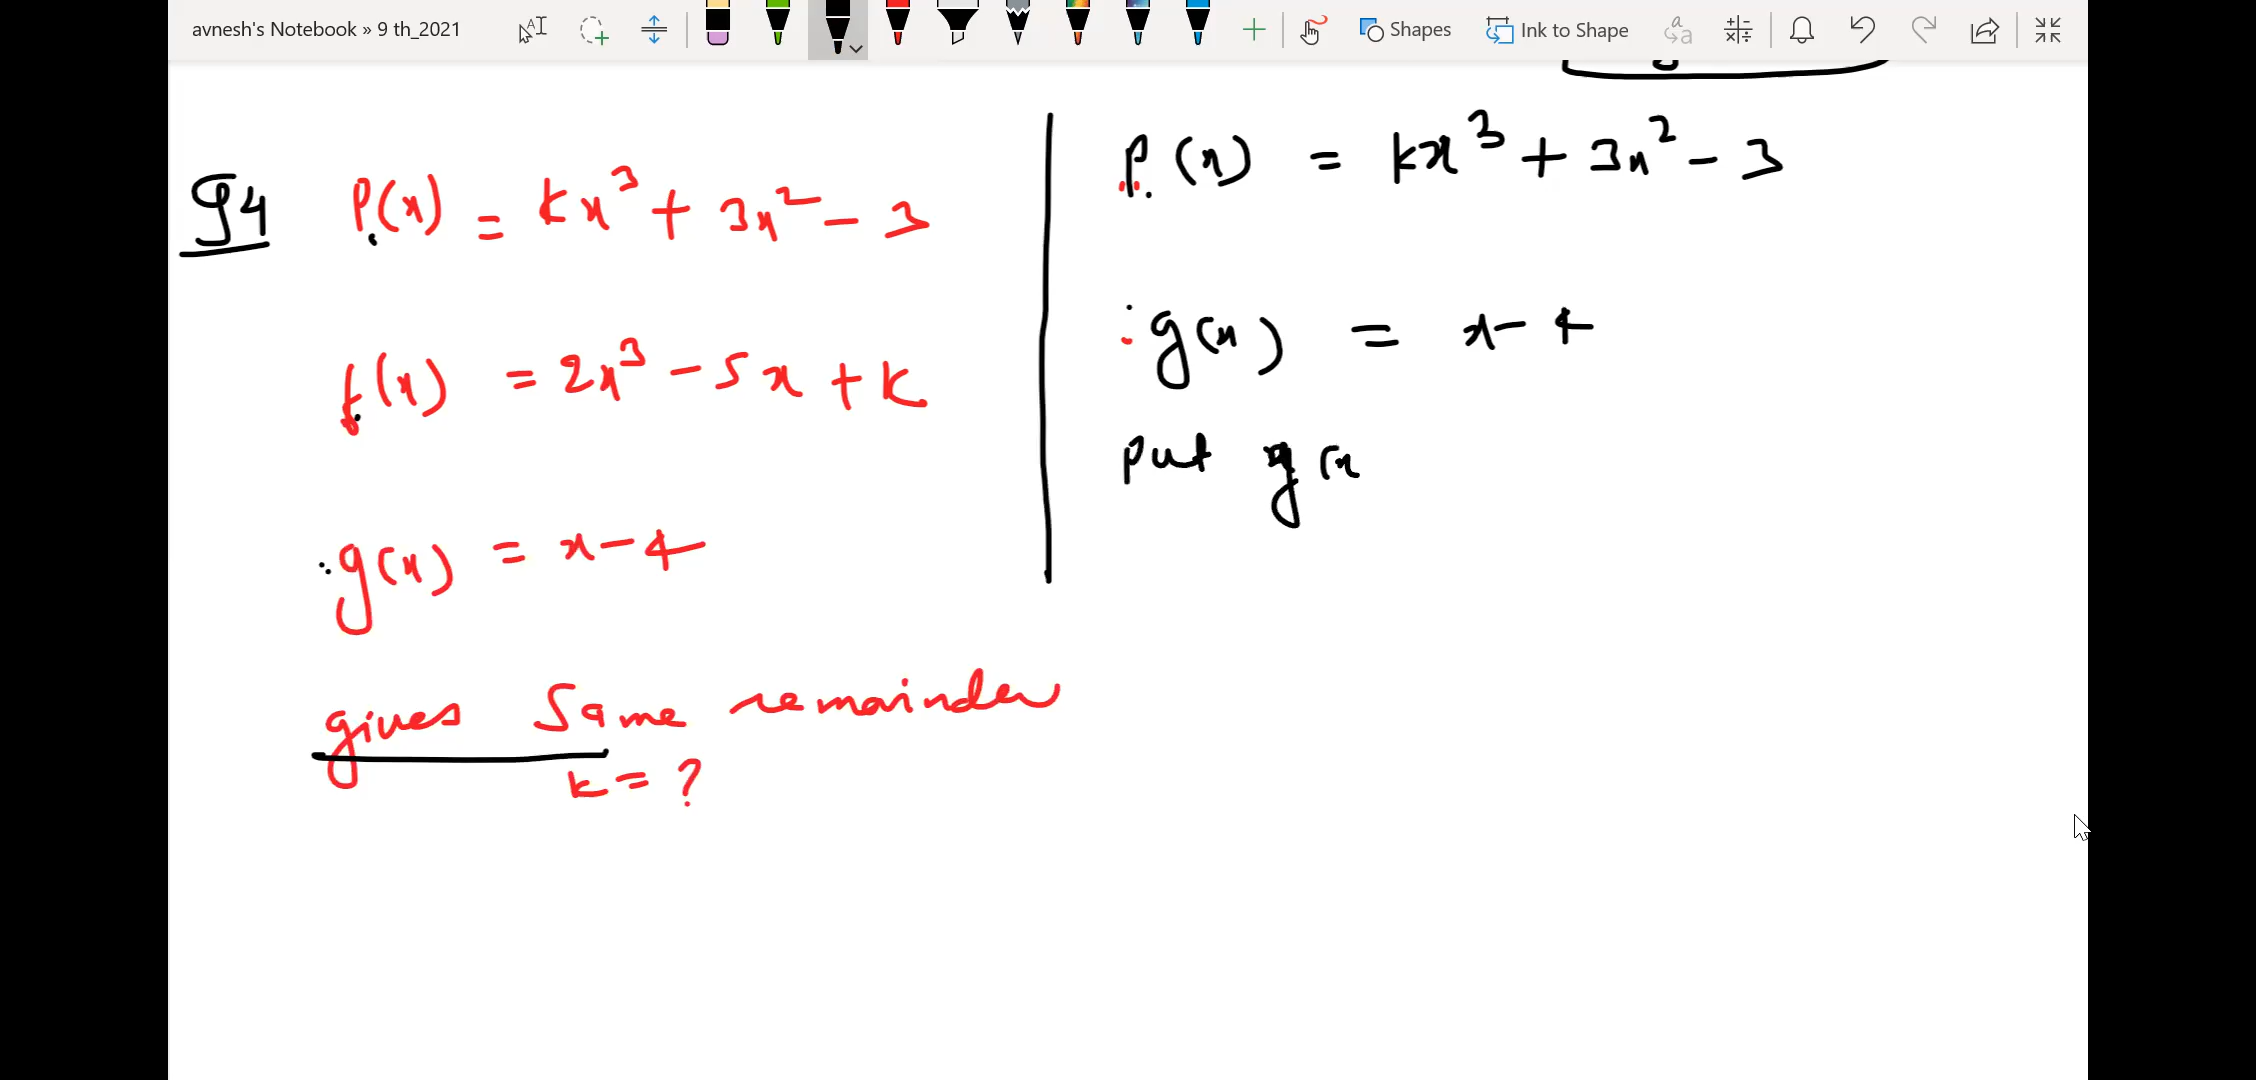 avnesh's Notebook » 9 th_2021
Shapes
Ink to Shape
94 P(x) = kx³ + 3x² - 3
f(x) = 2x³ - 5x + k
g(x) = x - 4
gives Same remainder
k = ?
P(x) = kx³ + 3x² - 3
g(x) = x - 4
put g(x